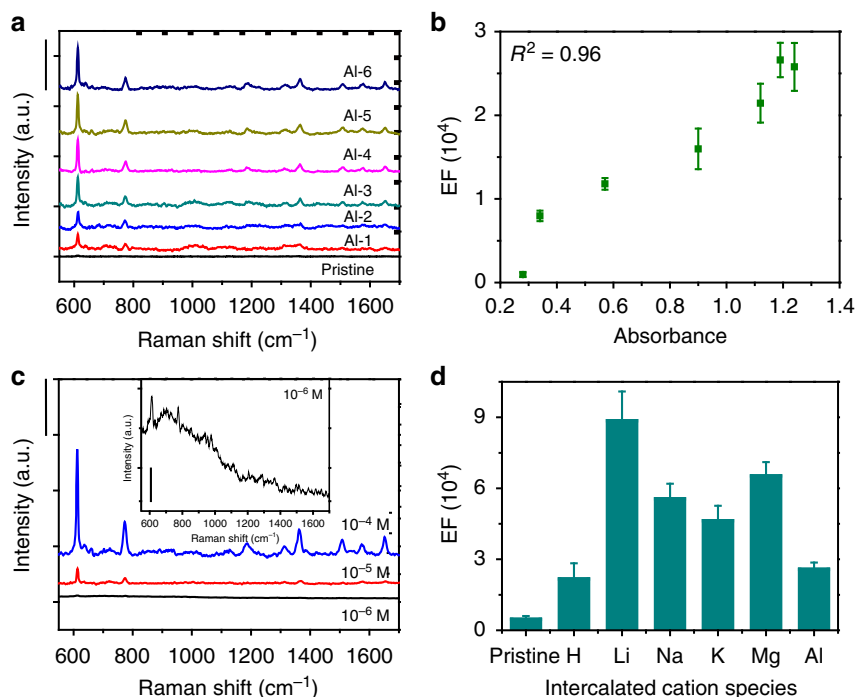 a
Intensity (a.u.)
Al-6
Al-5
Al-4
Al-3
Al-2
Al-1
Pristine
600 800 1000 1200 1400 1600
Raman shift (cm⁻¹)
b
R² = 0.96
EF (10⁴)
3
2
1
0
0.2 0.4 0.6 0.8 1.0 1.2 1.4
Absorbance
c
Intensity (a.u.)
10⁻⁶ M
Intensity (a.u.)
600 800 1000 1200 1400 1600
Raman shift (cm⁻¹)
10⁻⁴ M
10⁻⁵ M
10⁻⁶ M
600 800 1000 1200 1400 1600
Raman shift (cm⁻¹)
d
EF (10⁴)
9
6
3
0
Pristine H Li Na K Mg Al
Intercalated cation species